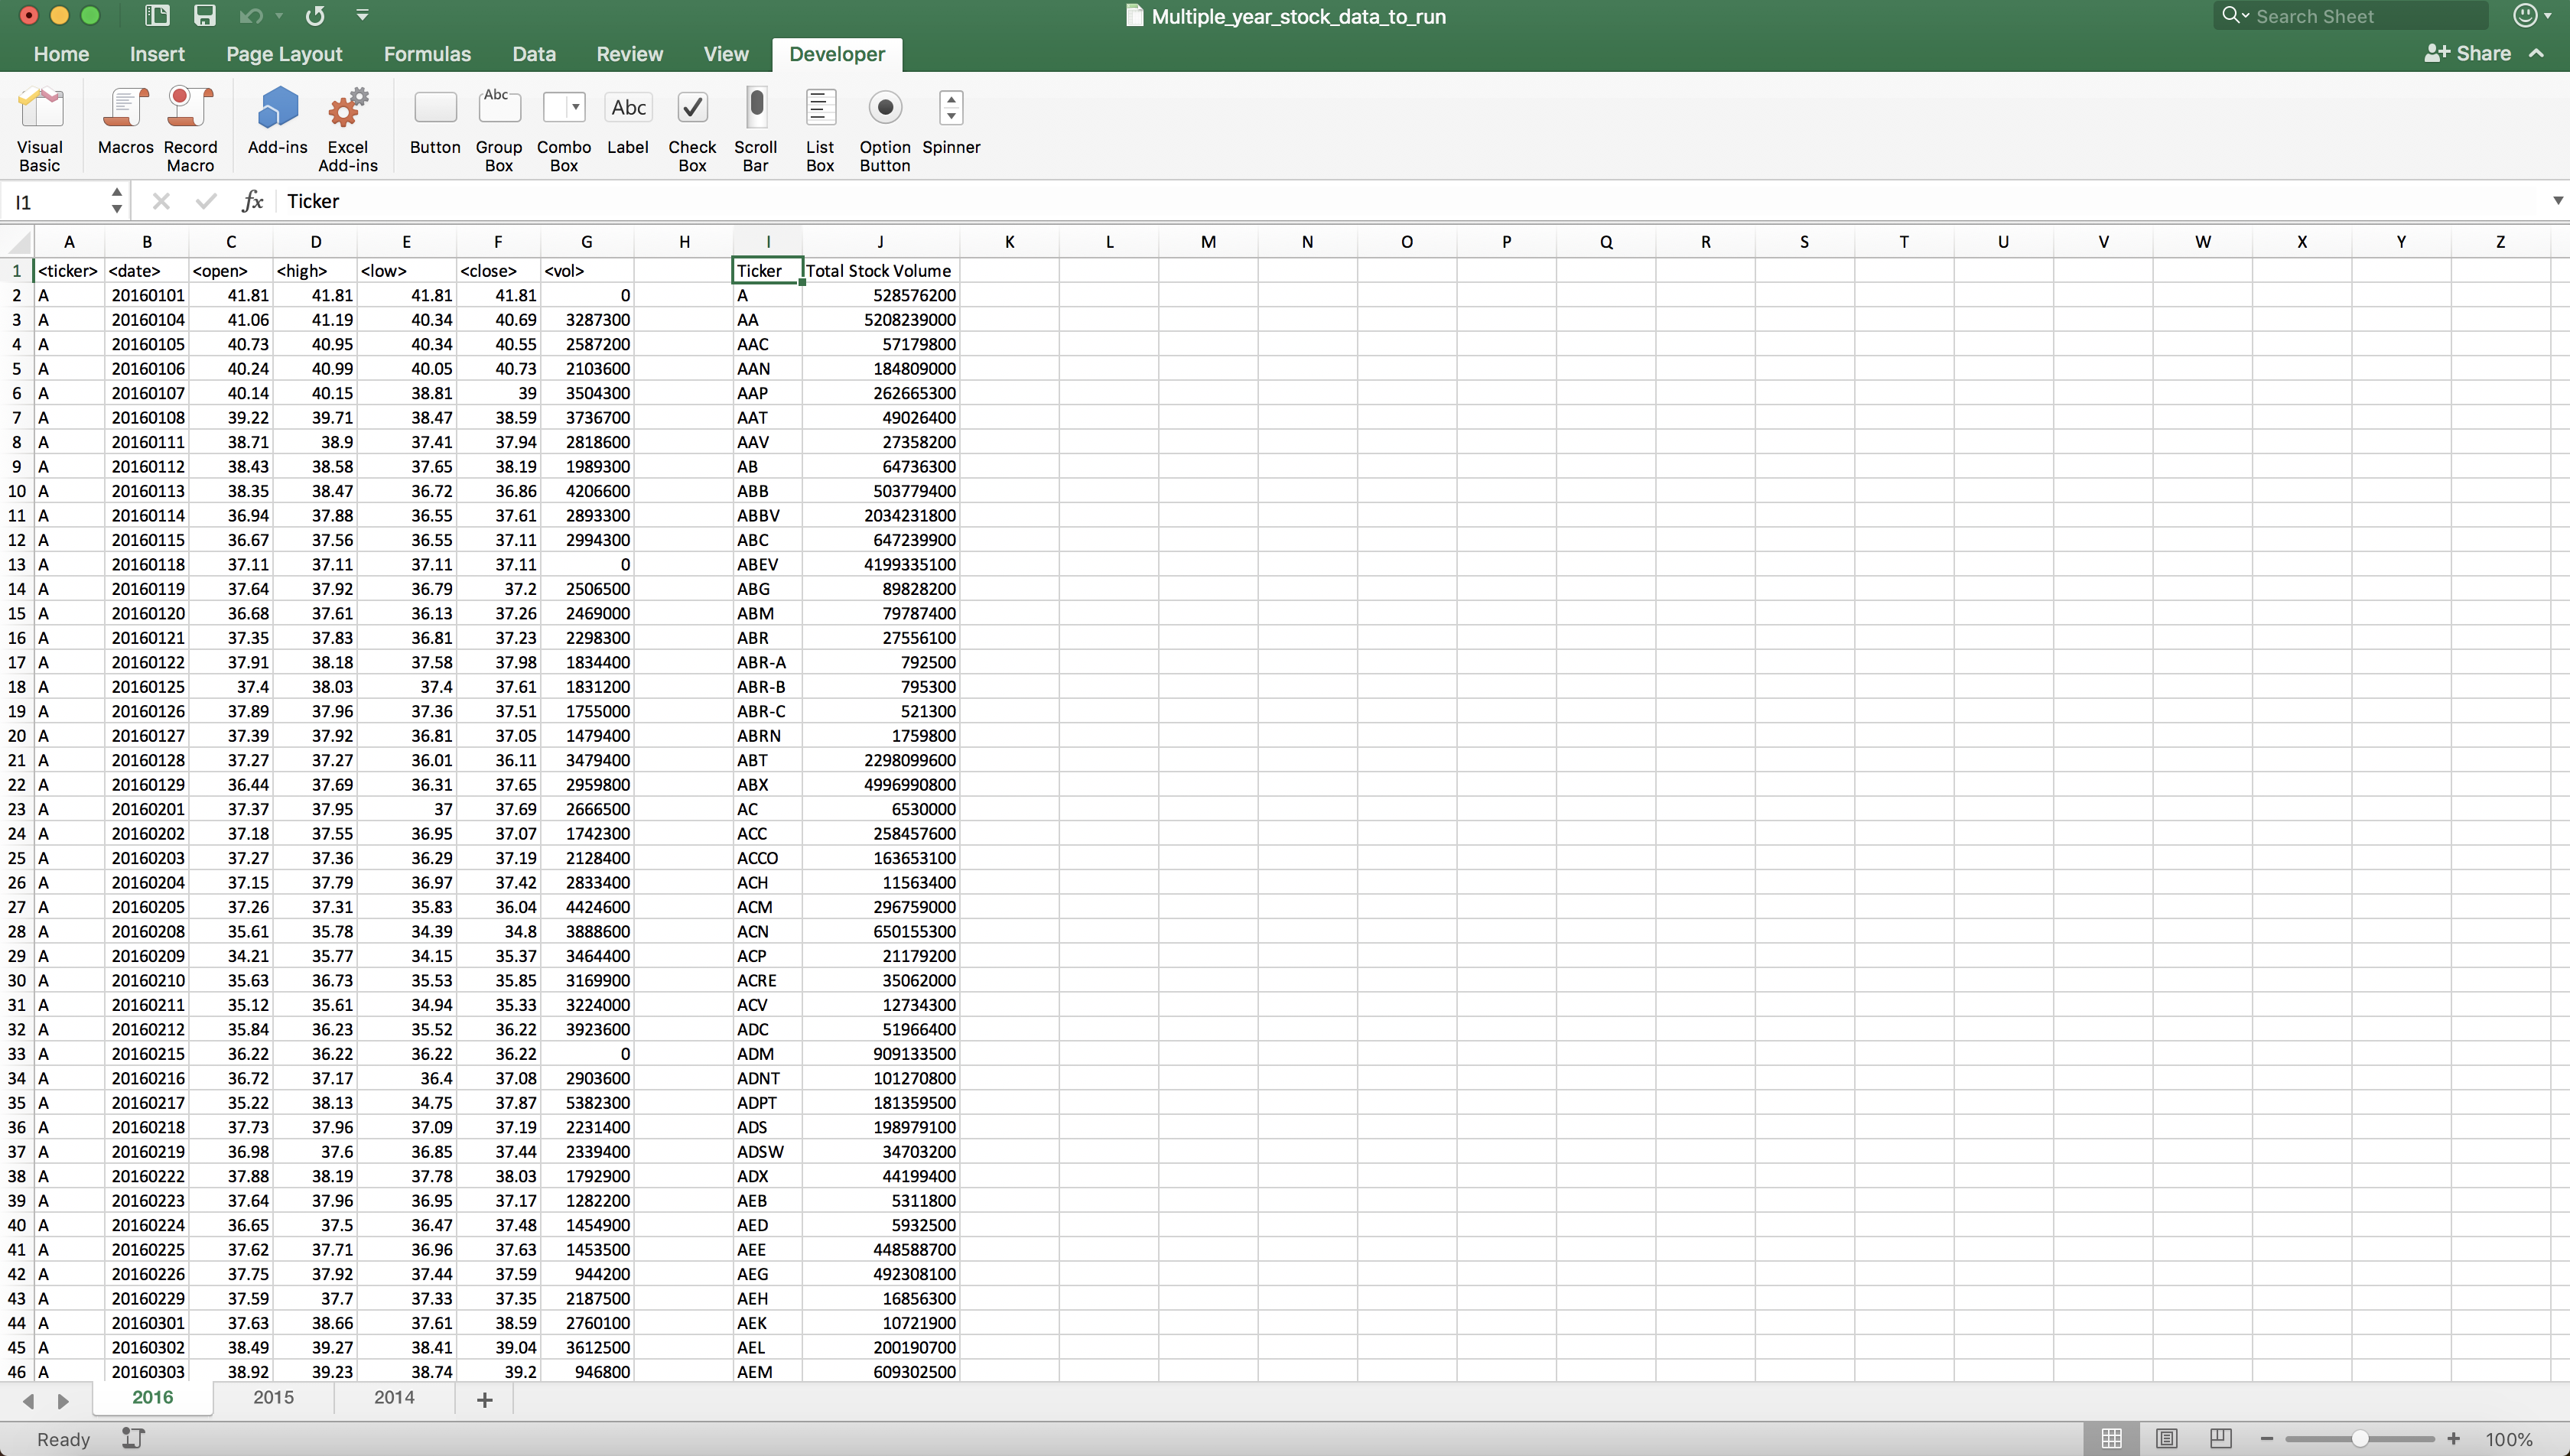 Multiple_year_stock_data_to_run
Search Sheet
Home Insert Page Layout Formulas Data Review View Developer
Share
Abc Abc
Visual Basic Macros Record Macro Add-ins Excel Add-ins Button Group Box Combo Box Label Check Box Scroll Bar List Box Option Button Spinner
I1 fx Ticker
A B C D E F G H I J K L M N O P Q R S T U V W X Y Z
1 <ticker> <date> <open> <high> <low> <close> <vol> Ticker Total Stock Volume
2 A 20160101 41.81 41.81 41.81 41.81 0 A 528576200
3 A 20160104 41.06 41.19 40.34 40.69 3287300 AA 5208239000
4 A 20160105 40.73 40.95 40.34 40.55 2587200 AAC 57179800
5 A 20160106 40.24 40.99 40.05 40.73 2103600 AAN 184809000
6 A 20160107 40.14 40.15 38.81 39 3504300 AAP 262665300
7 A 20160108 39.22 39.71 38.47 38.59 3736700 AAT 49026400
8 A 20160111 38.71 38.9 37.41 37.94 2818600 AAV 27358200
9 A 20160112 38.43 38.58 37.65 38.19 1989300 AB 64736300
10 A 20160113 38.35 38.47 36.72 36.86 4206600 ABB 503779400
11 A 20160114 36.94 37.88 36.55 37.61 2893300 ABBV 2034231800
12 A 20160115 36.67 37.56 36.55 37.11 2994300 ABC 647239900
13 A 20160118 37.11 37.11 37.11 37.11 0 ABEV 4199335100
14 A 20160119 37.64 37.92 36.79 37.2 2506500 ABG 89828200
15 A 20160120 36.68 37.61 36.13 37.26 2469000 ABM 79787400
16 A 20160121 37.35 37.83 36.81 37.23 2298300 ABR 27556100
17 A 20160122 37.91 38.18 37.58 37.98 1834400 ABR-A 792500
18 A 20160125 37.4 38.03 37.4 37.61 1831200 ABR-B 795300
19 A 20160126 37.89 37.96 37.36 37.51 1755000 ABR-C 521300
20 A 20160127 37.39 37.92 36.81 37.05 1479400 ABRN 1759800
21 A 20160128 37.27 37.27 36.01 36.11 3479400 ABT 2298099600
22 A 20160129 36.44 37.69 36.31 37.65 2959800 ABX 4996990800
23 A 20160201 37.37 37.95 37 37.69 2666500 AC 6530000
24 A 20160202 37.18 37.55 36.95 37.07 1742300 ACC 258457600
25 A 20160203 37.27 37.36 36.29 37.19 2128400 ACCO 163653100
26 A 20160204 37.15 37.79 36.97 37.42 2833400 ACH 11563400
27 A 20160205 37.26 37.31 35.83 36.04 4424600 ACM 296759000
28 A 20160208 35.61 35.78 34.39 34.8 3888600 ACN 650155300
29 A 20160209 34.21 35.77 34.15 35.37 3464400 ACP 21179200
30 A 20160210 35.63 36.73 35.53 35.85 3169900 ACRE 35062000
31 A 20160211 35.12 35.61 34.94 35.33 3224000 ACV 12734300
32 A 20160212 35.84 36.23 35.52 36.22 3923600 ADC 51966400
33 A 20160215 36.22 36.22 36.22 36.22 0 ADM 909133500
34 A 20160216 36.72 37.17 36.4 37.08 2903600 ADNT 101270800
35 A 20160217 35.22 38.13 34.75 37.87 5382300 ADPT 181359500
36 A 20160218 37.73 37.96 37.09 37.19 2231400 ADS 198979100
37 A 20160219 36.98 37.6 36.85 37.44 2339400 ADSW 34703200
38 A 20160222 37.88 38.19 37.78 38.03 1792900 ADX 44199400
39 A 20160223 37.64 37.96 36.95 37.17 1282200 AEB 5311800
40 A 20160224 36.65 37.5 36.47 37.48 1454900 AED 5932500
41 A 20160225 37.62 37.71 36.96 37.63 1453500 AEE 448588700
42 A 20160226 37.75 37.92 37.44 37.59 944200 AEG 492308100
43 A 20160229 37.59 37.7 37.33 37.35 2187500 AEH 16856300
44 A 20160301 37.63 38.66 37.61 38.59 2760100 AEK 10721900
45 A 20160302 38.49 39.27 38.41 39.04 3612500 AEL 200190700
46 A 20160303 38.92 39.23 38.74 39.2 946800 AEM 609302500
2016 2015 2014 +
Ready 100%